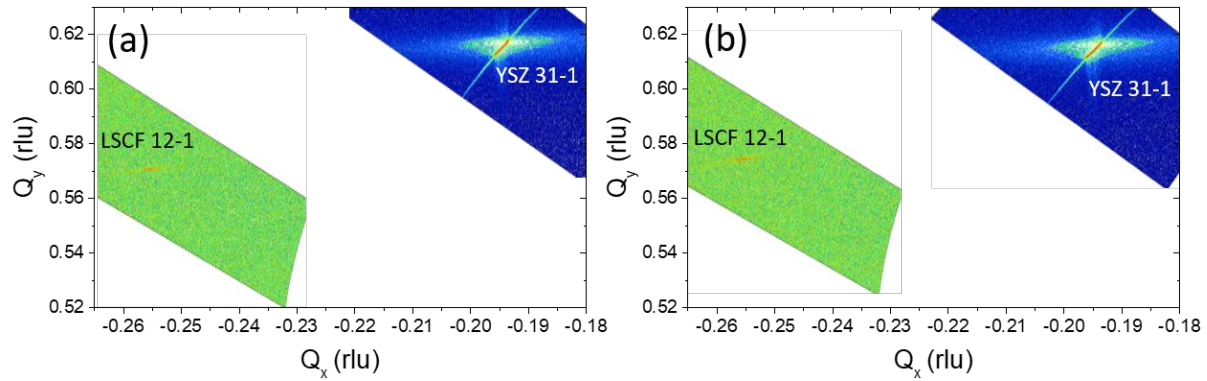 (a)
0.62
0.60
0.58
0.56
0.54
0.52
Q_y (rlu)
LSCF 12-1
YSZ 31-1
-0.26 -0.25 -0.24 -0.23 -0.22 -0.21 -0.20 -0.19 -0.18
Q_x (rlu)
(b)
0.62
0.60
0.58
0.56
0.54
0.52
Q_y (rlu)
LSCF 12-1
YSZ 31-1
-0.26 -0.25 -0.24 -0.23 -0.22 -0.21 -0.20 -0.19 -0.18
Q_x (rlu)